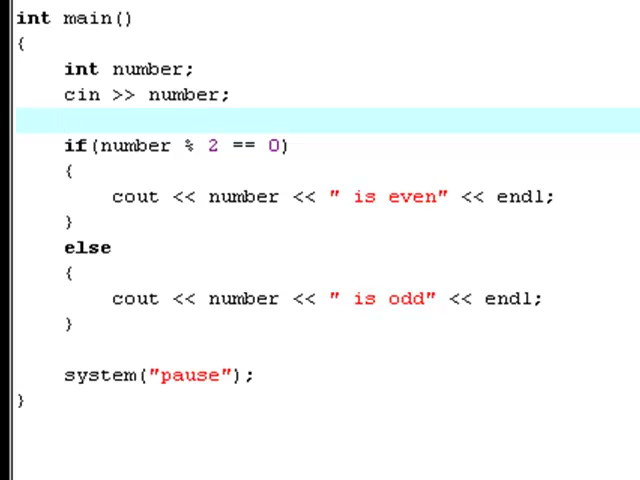 int main()
{
int number;
cin >> number;
if(number % 2 == 0)
{
cout << number << " is even" << endl;
}
else
{
cout << number << " is odd" << endl;
}
system("pause");
}